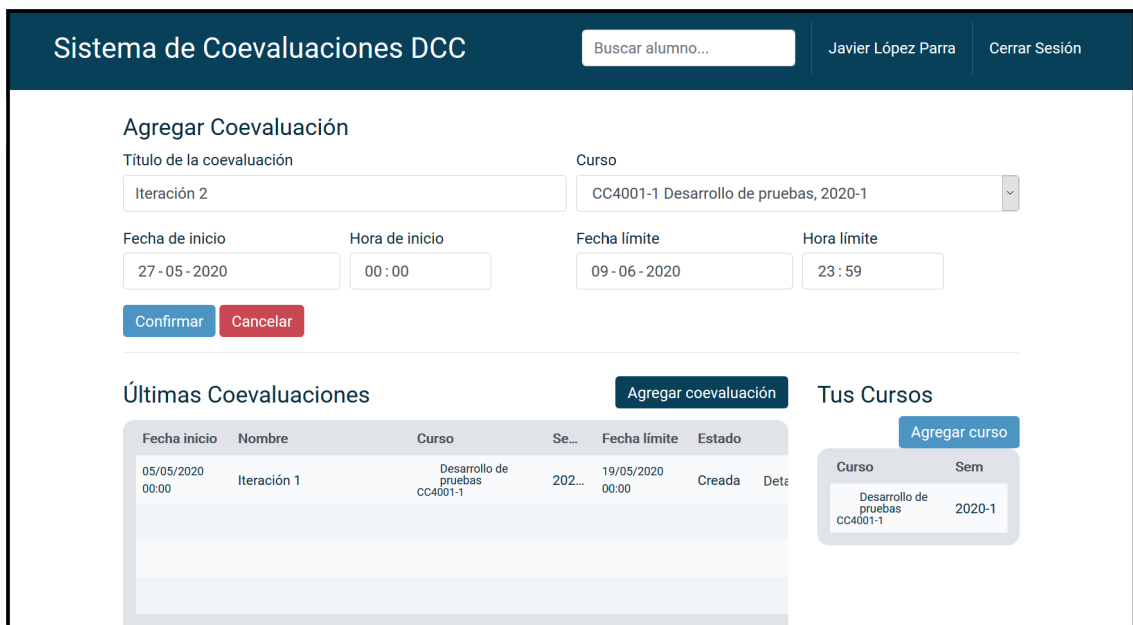 Sistema de Coevaluaciones DCC
Buscar alumno...
Javier López Parra
Cerrar Sesión
Agregar Coevaluación
Título de la coevaluación
Curso
Iteración 2
CC4001-1 Desarrollo de pruebas, 2020-1
Fecha de inicio
Hora de inicio
Fecha límite
Hora límite
27-05-2020
00:00
09-06-2020
23:59
Confirmar
Cancelar
Últimas Coevaluaciones
Agregar coevaluación
Fecha inicio Nombre Curso Se... Fecha límite Estado
05/05/2020
00:00
Iteración 1
Desarrollo de
pruebas
CC4001-1
202...
19/05/2020
00:00
Creada
Deta
Tus Cursos
Agregar curso
Curso Sem
Desarrollo de
pruebas
CC4001-1
2020-1